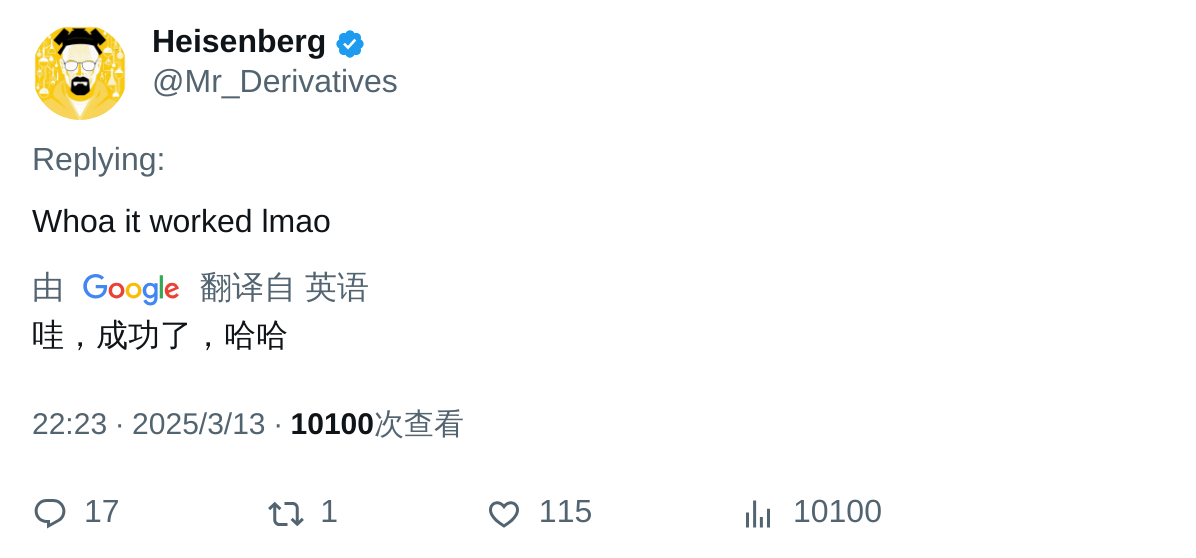 Heisenberg
@Mr_Derivatives
Replying:
Whoa it worked lmao
由 Google 翻译自 英语
哇，成功了，哈哈
22:23 · 2025/3/13 · 10100次查看
17 1 115 10100